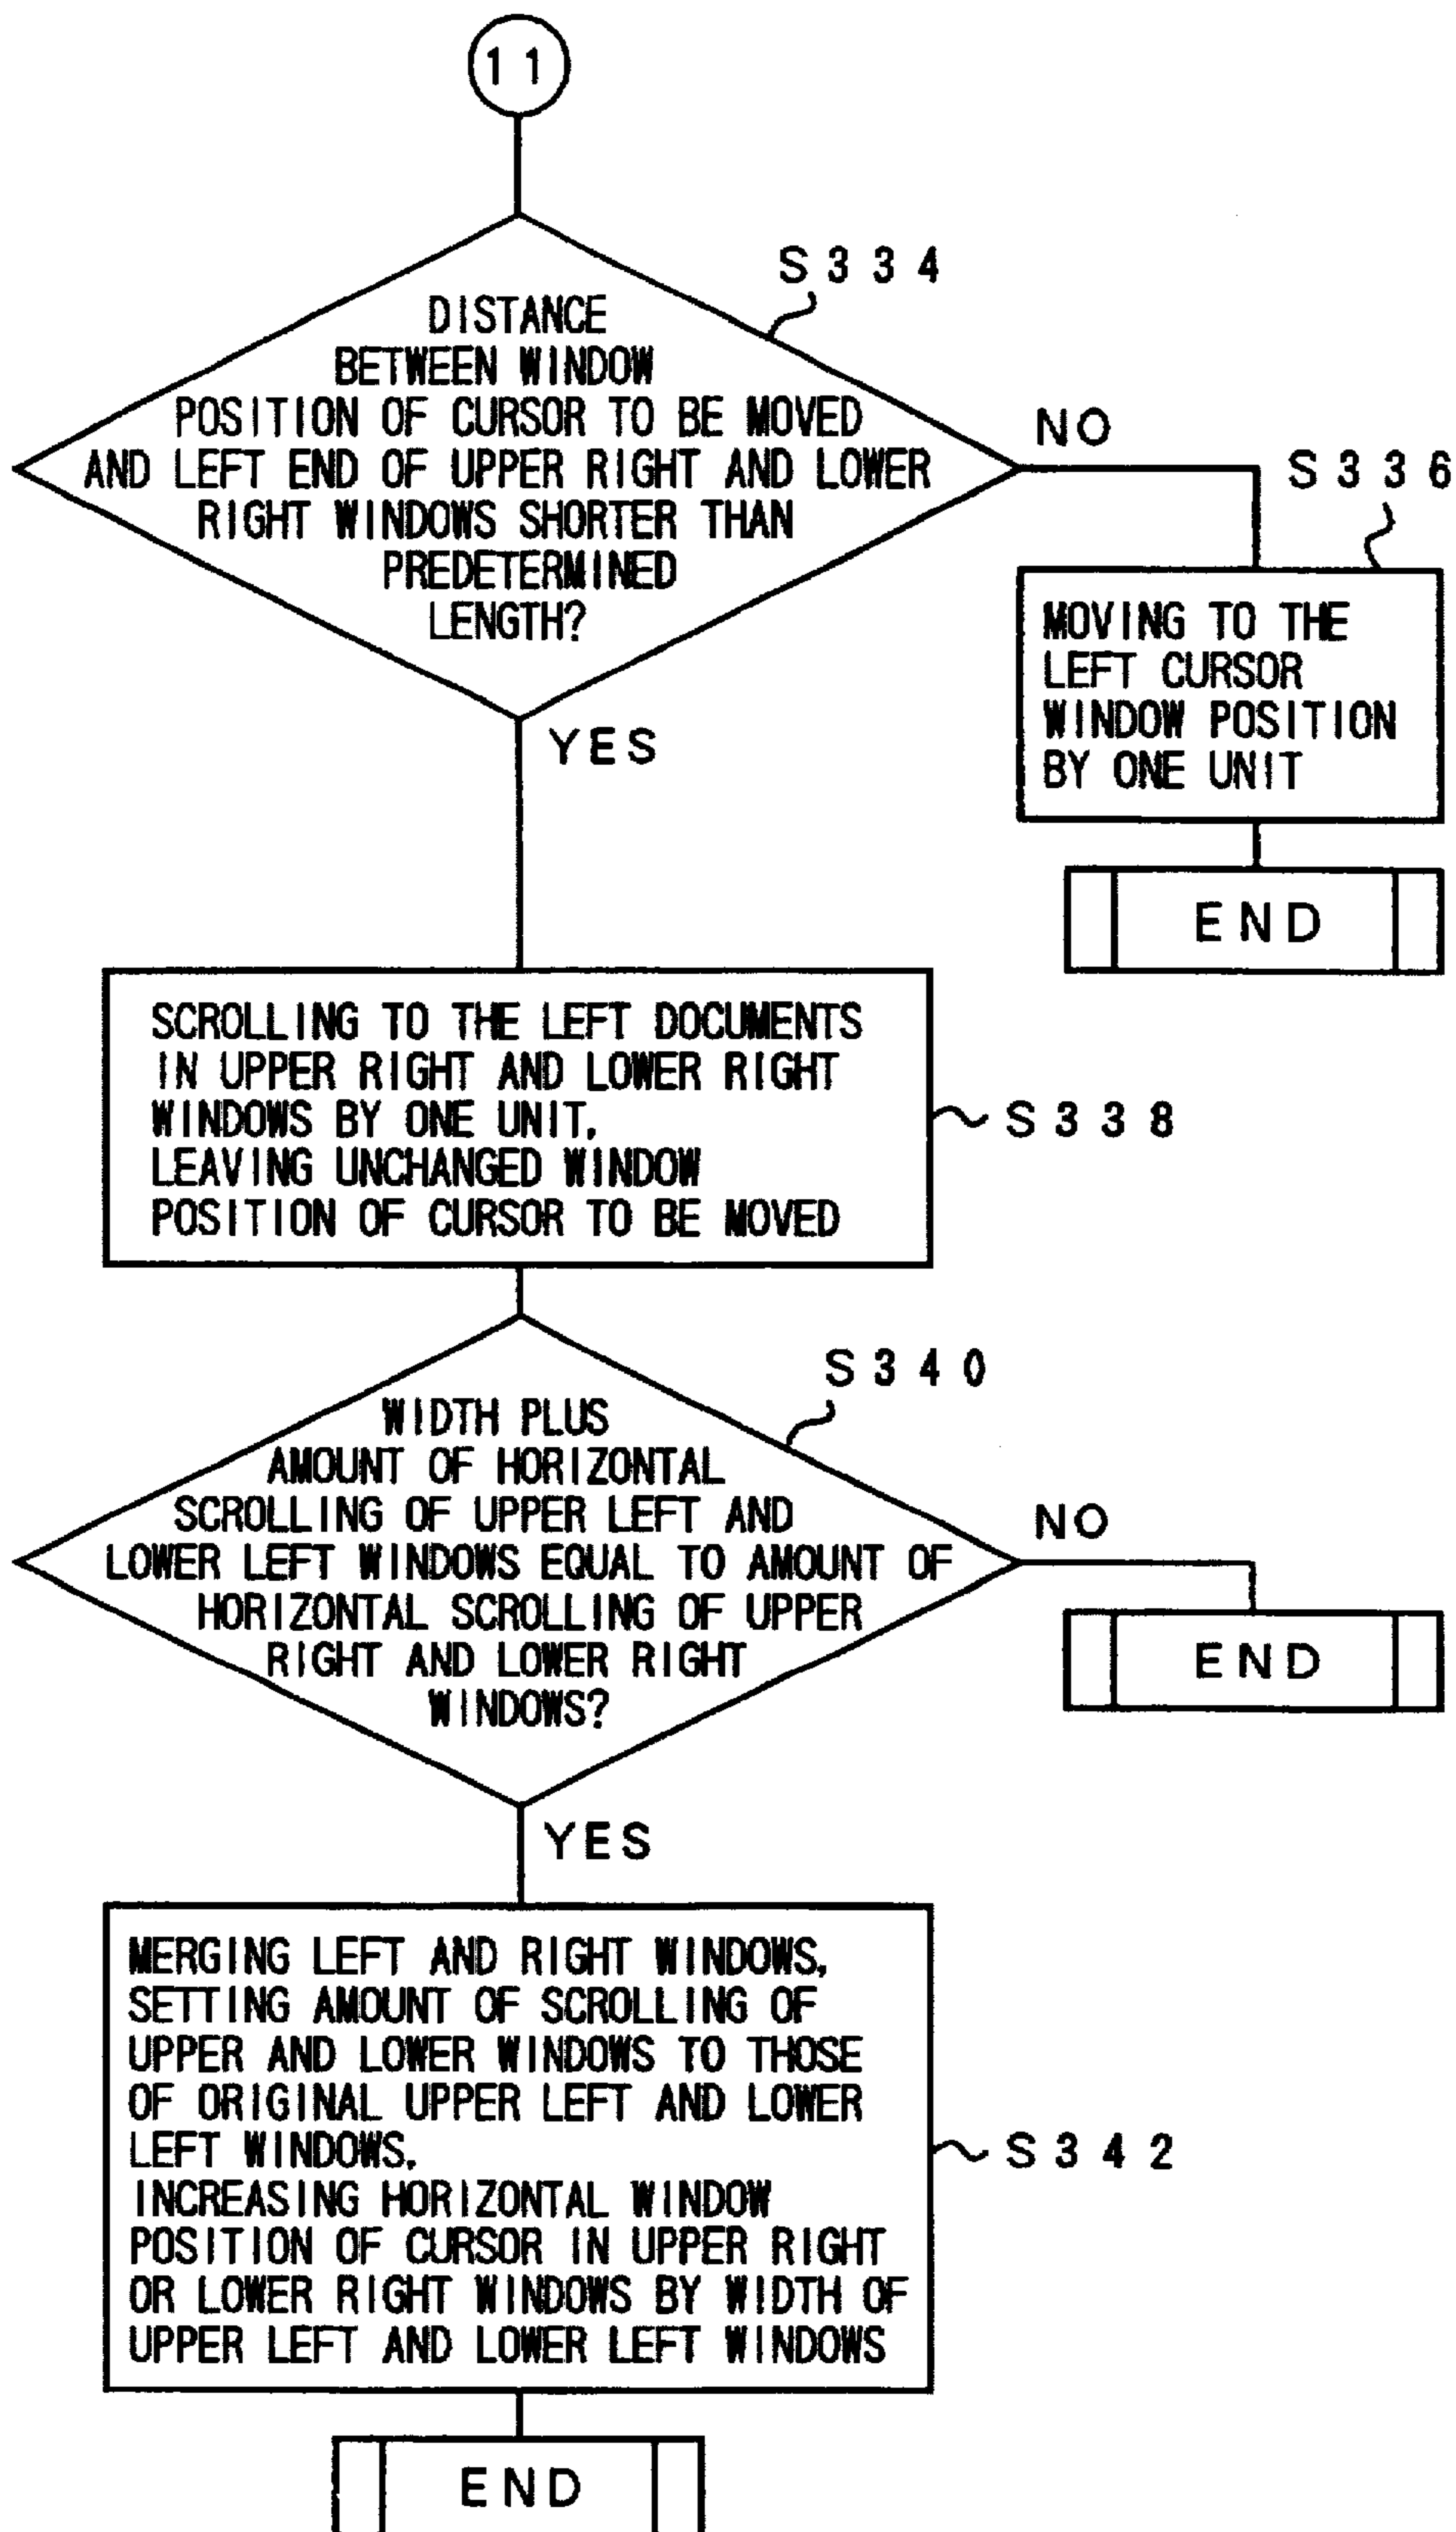 11
S334
DISTANCE
BETWEEN WINDOW
POSITION OF CURSOR TO BE MOVED
AND LEFT END OF UPPER RIGHT AND LOWER
RIGHT WINDOWS SHORTER THAN
PREDETERMINED
LENGTH?
NO
S336
MOVING TO THE
LEFT CURSOR
WINDOW POSITION
BY ONE UNIT
END
YES
SCROLLING TO THE LEFT DOCUMENTS
IN UPPER RIGHT AND LOWER RIGHT
WINDOWS BY ONE UNIT,
LEAVING UNCHANGED WINDOW
POSITION OF CURSOR TO BE MOVED
S338
S340
WIDTH PLUS
AMOUNT OF HORIZONTAL
SCROLLING OF UPPER LEFT AND
LOWER LEFT WINDOWS EQUAL TO AMOUNT OF
HORIZONTAL SCROLLING OF UPPER
RIGHT AND LOWER RIGHT
WINDOWS?
NO
END
YES
MERGING LEFT AND RIGHT WINDOWS,
SETTING AMOUNT OF SCROLLING OF
UPPER AND LOWER WINDOWS TO THOSE
OF ORIGINAL UPPER LEFT AND LOWER
LEFT WINDOWS,
INCREASING HORIZONTAL WINDOW
POSITION OF CURSOR IN UPPER RIGHT
OR LOWER RIGHT WINDOWS BY WIDTH OF
UPPER LEFT AND LOWER LEFT WINDOWS
S342
END